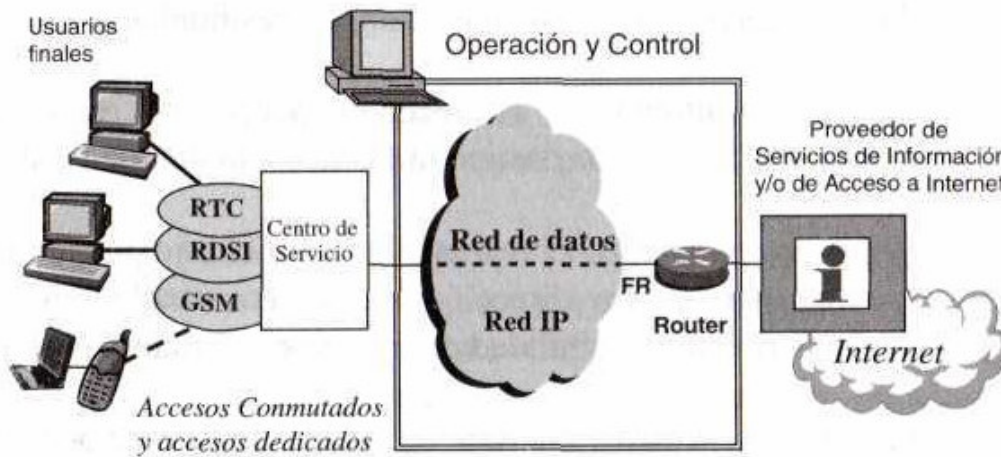 Usuarios
finales
Operación y Control
Proveedor de
Servicios de Información
y/o de Acceso a Internet
RTC
RDSI
GSM
Centro de
Servicio
Red de datos
Red IP
FR
Router
i
Internet
Accesos Conmutados
y accesos dedicados